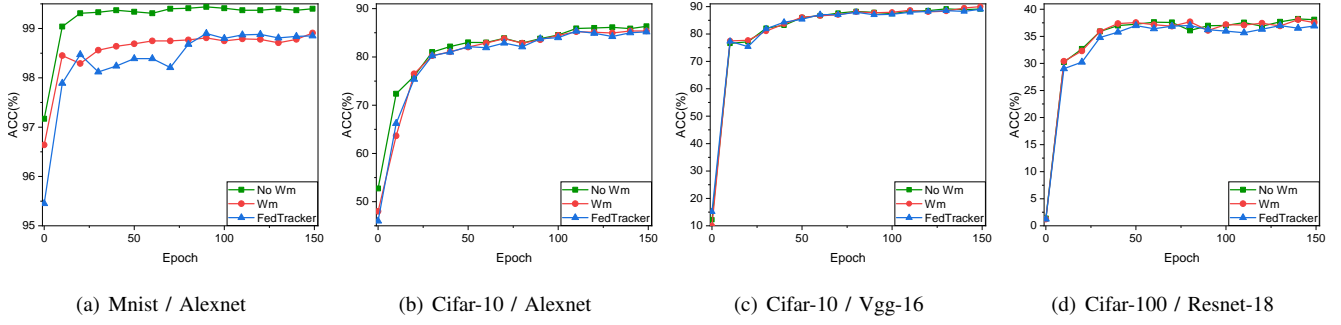 ACC(%)
99
98
97
96
95
0
50
100
150
Epoch
No Wm
Wm
FedTracker
(a) Mnist / Alexnet
ACC(%)
90
80
70
60
50
0
50
100
150
Epoch
No Wm
Wm
FedTracker
(b) Cifar-10 / Alexnet
ACC(%)
90
80
70
60
50
40
30
20
10
0
50
100
150
Epoch
No Wm
Wm
FedTracker
(c) Cifar-10 / Vgg-16
ACC(%)
40
35
30
25
20
15
10
5
0
0
50
100
150
Epoch
No Wm
Wm
FedTracker
(d) Cifar-100 / Resnet-18